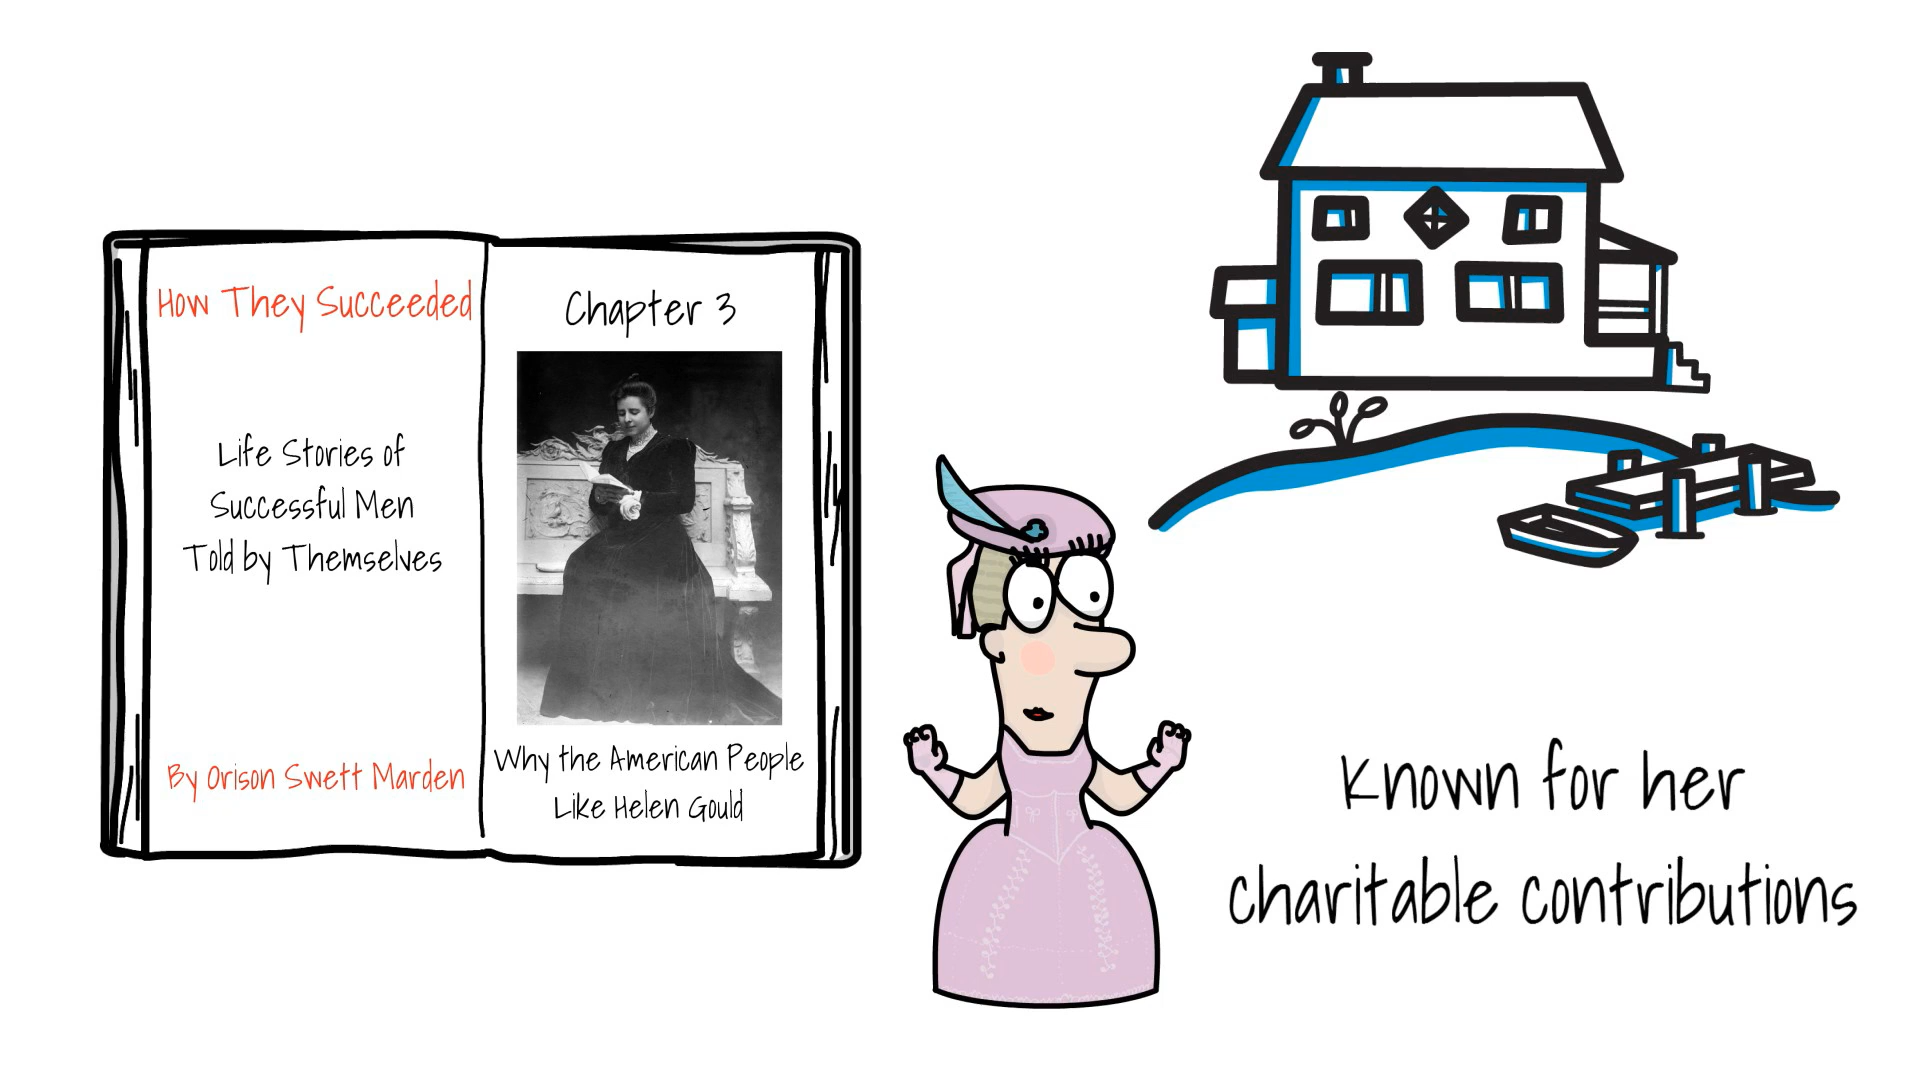 How They Succeeded
Life Stories of
Successful Men
Told by Themselves
By Orison Swett Marden
Chapter 3
Why the American People
Like Helen Gould
Known for her
charitable contributions